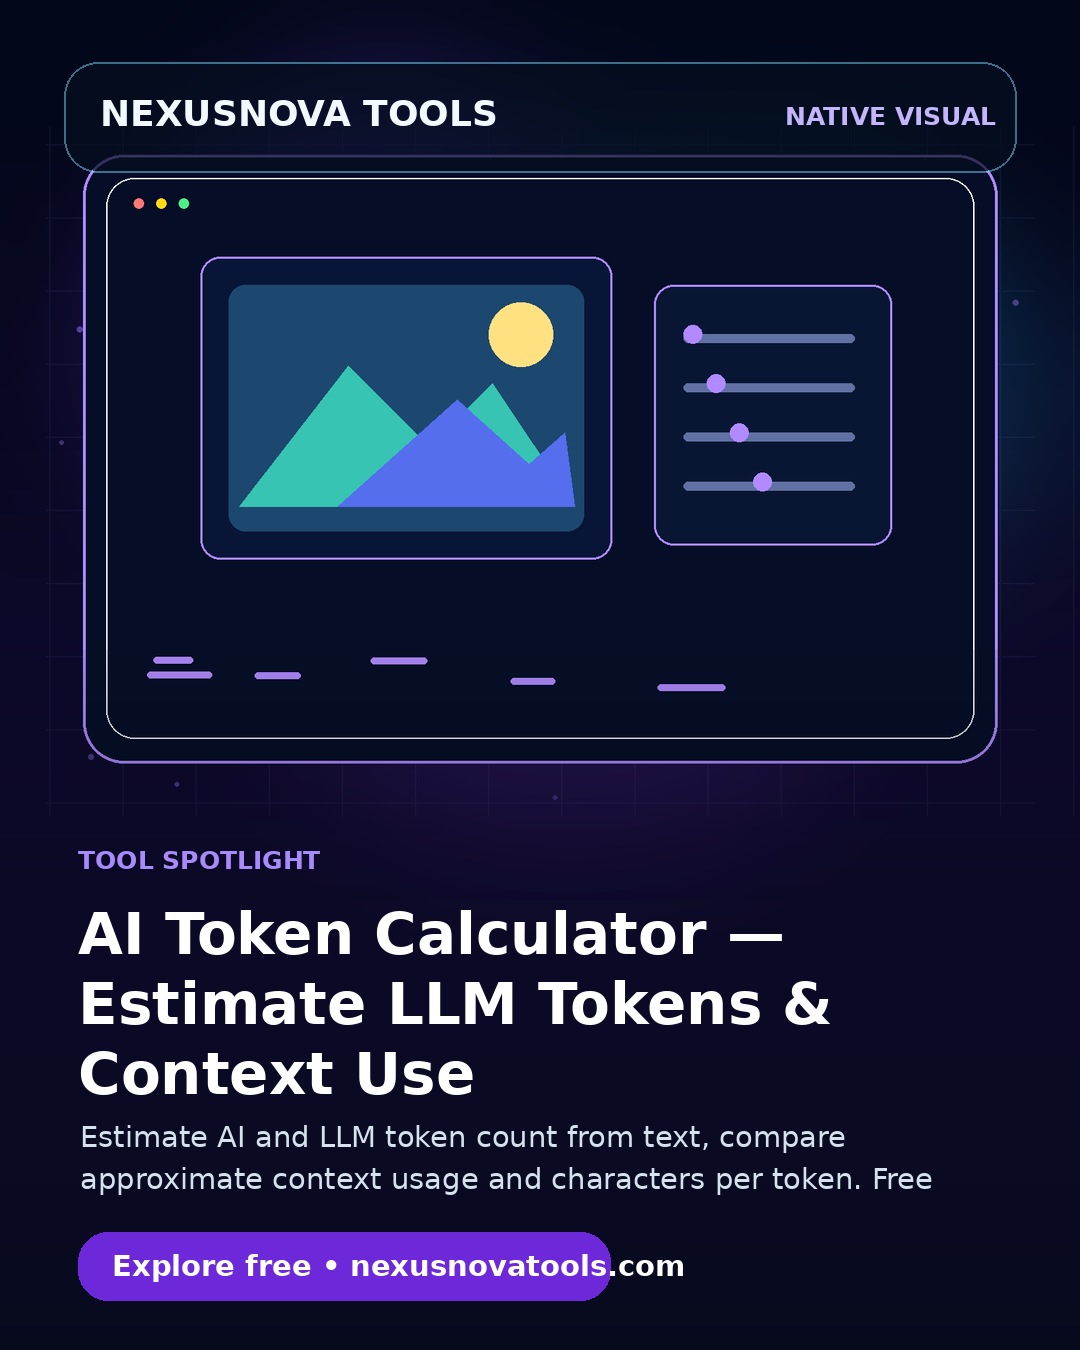 NEXUSNOVA TOOLS
NATIVE VISUAL
TOOL SPOTLIGHT
AI Token Calculator —
Estimate LLM Tokens &
Context Use
Estimate AI and LLM token count from text, compare
approximate context usage and characters per token. Free
Explore free • nexusnovatools.com